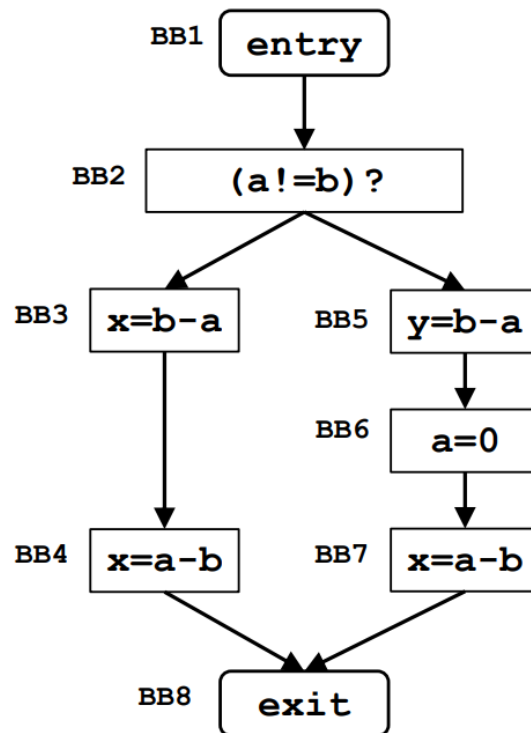 BB1 entry
BB2 (a!=b)?
BB3 x=b-a BB5 y=b-a
BB6 a=0
BB4 x=a-b BB7 x=a-b
BB8 exit